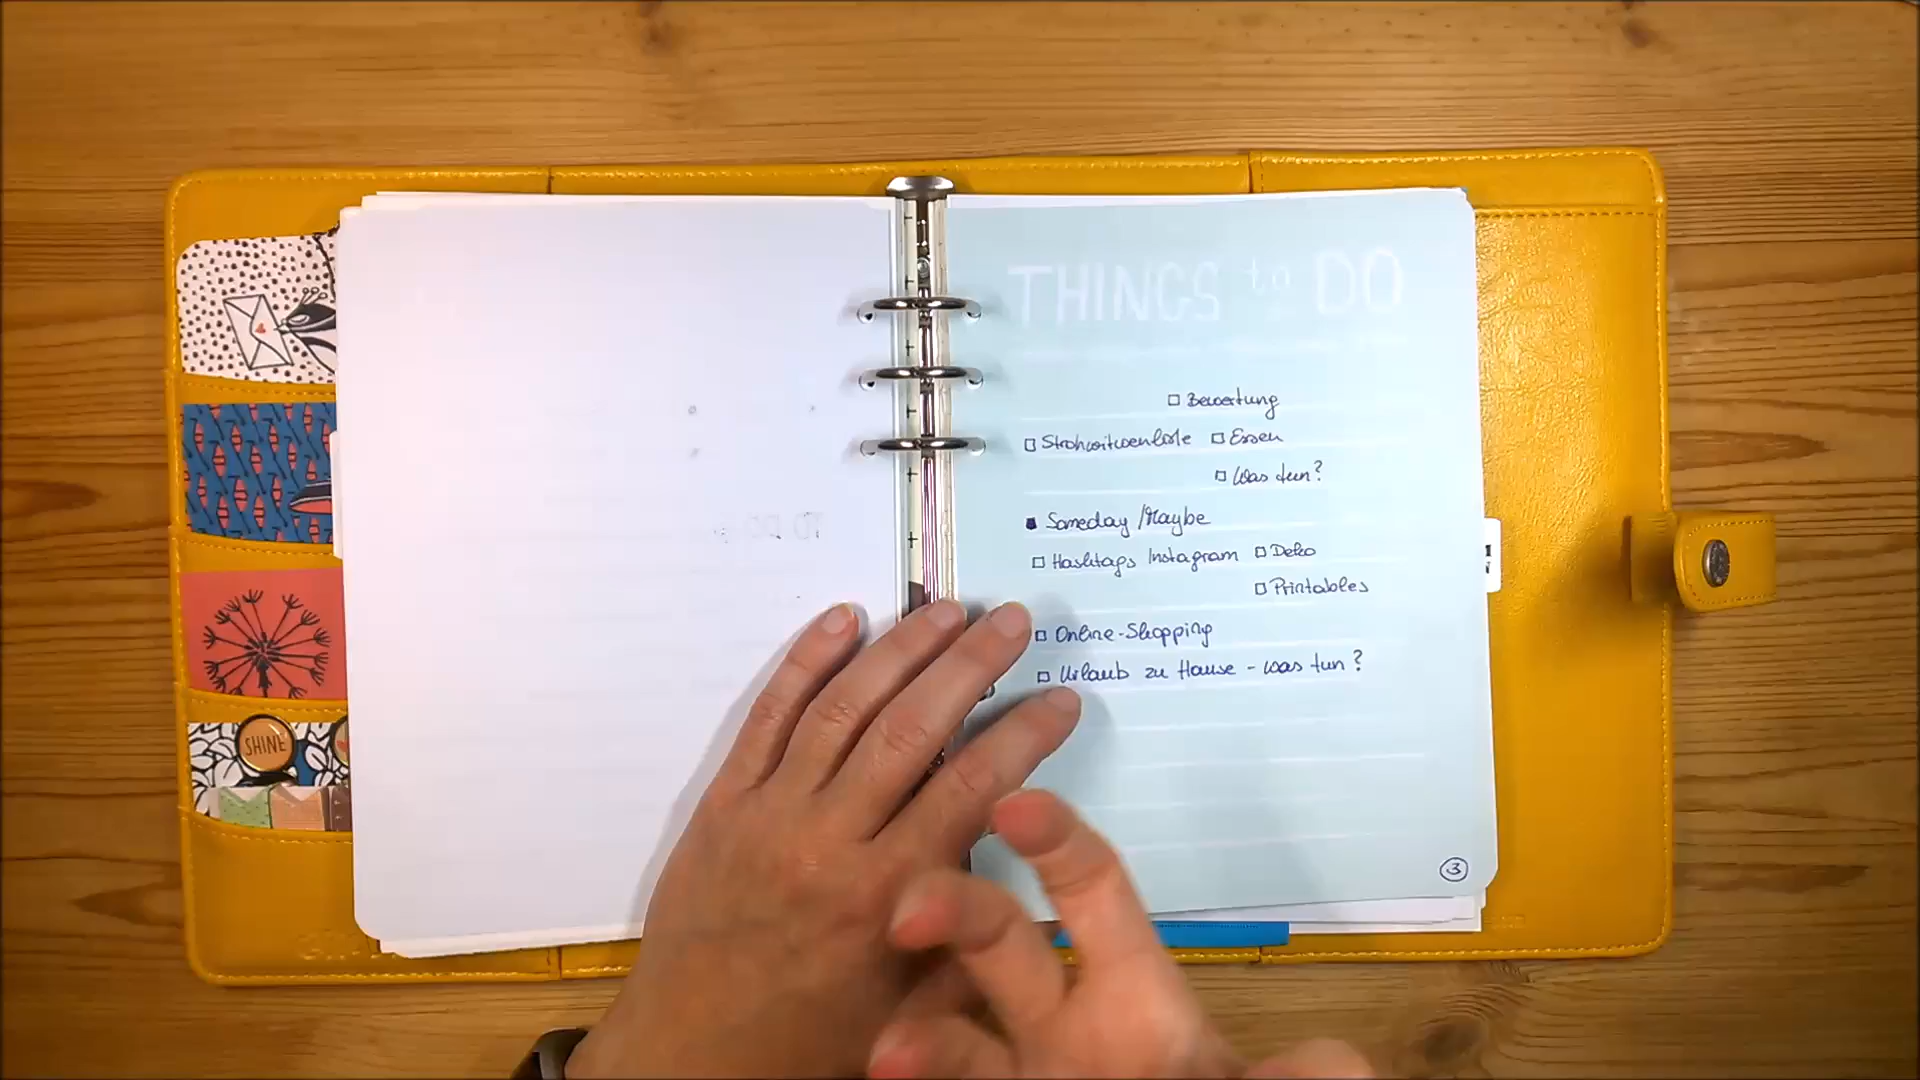 THINGS to DO
□ Bewertung
□ Strohwitwenliste □ Essen
□ Was tun?
■ Someday / Maybe
□ Hashtags Instagram □ Deko
□ Printables
□ Online-Shopping
□ Urlaub zu Hause - was tun?
3
SHINE